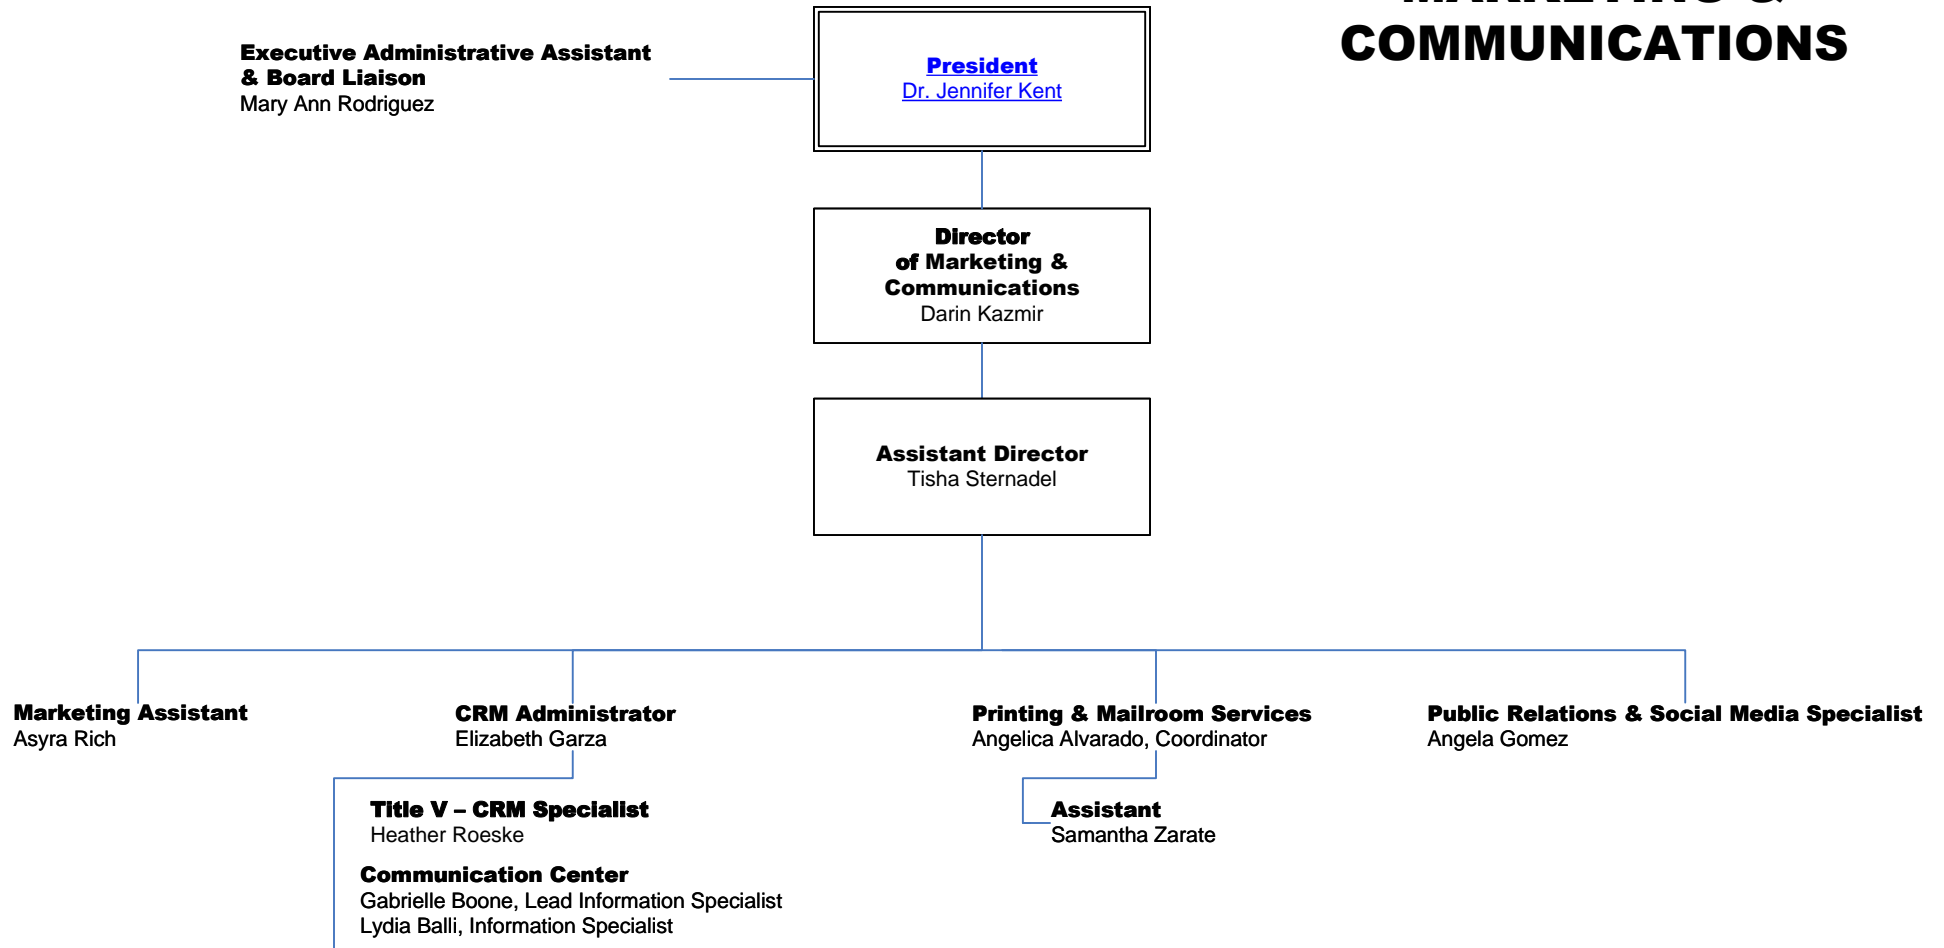 COMMUNICATIONS
Executive Administrative Assistant
& Board Liaison
Mary Ann Rodriguez
President
Dr. Jennifer Kent
Director
of Marketing &
Communications
Darin Kazmir
Assistant Director
Tisha Sternadel
Marketing Assistant
Asyra Rich
CRM Administrator
Elizabeth Garza
Title V – CRM Specialist
Heather Roeske
Communication Center
Gabrielle Boone, Lead Information Specialist
Lydia Balli, Information Specialist
Printing & Mailroom Services
Angelica Alvarado, Coordinator
Assistant
Samantha Zarate
Public Relations & Social Media Specialist
Angela Gomez